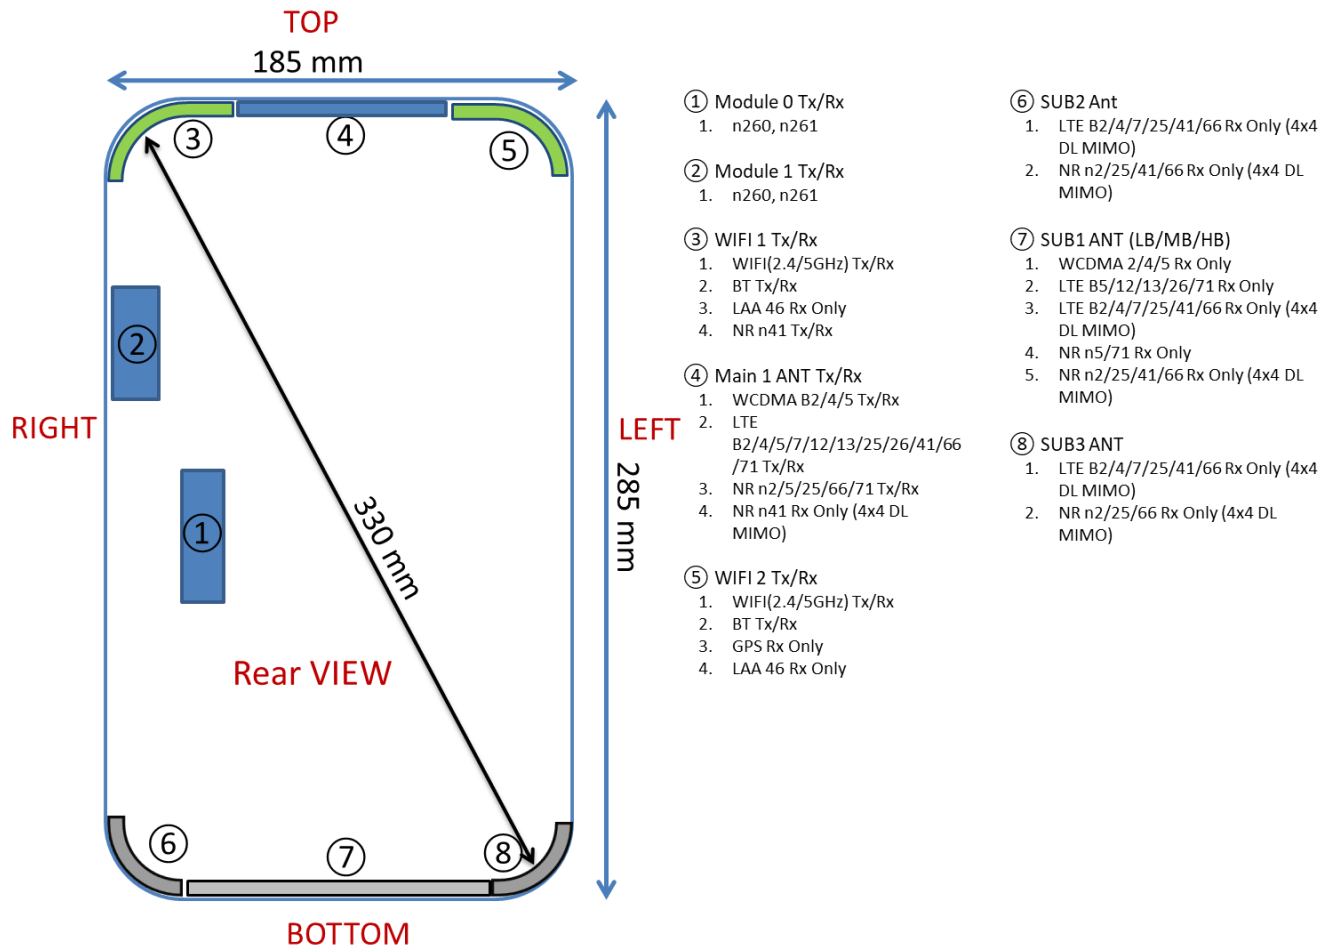 TOP
185 mm
③
④
⑤
②
RIGHT
LEFT
①
330 mm
285 mm
Rear VIEW
⑥
⑦
⑧
BOTTOM
① Module 0 Tx/Rx
1. n260, n261
② Module 1 Tx/Rx
1. n260, n261
③ WIFI 1 Tx/Rx
1. WIFI(2.4/5GHz) Tx/Rx
2. BT Tx/Rx
3. LAA 46 Rx Only
4. NR n41 Tx/Rx
④ Main 1 ANT Tx/Rx
1. WCDMA B2/4/5 Tx/Rx
2. LTE
B2/4/5/7/12/13/25/26/41/66
/71 Tx/Rx
3. NR n2/5/25/66/71 Tx/Rx
4. NR n41 Rx Only (4x4 DL
MIMO)
⑤ WIFI 2 Tx/Rx
1. WIFI(2.4/5GHz) Tx/Rx
2. BT Tx/Rx
3. GPS Rx Only
4. LAA 46 Rx Only
⑥ SUB2 Ant
1. LTE B2/4/7/25/41/66 Rx Only (4x4
DL MIMO)
2. NR n2/25/41/66 Rx Only (4x4 DL
MIMO)
⑦ SUB1 ANT (LB/MB/HB)
1. WCDMA 2/4/5 Rx Only
2. LTE B5/12/13/26/71 Rx Only
3. LTE B2/4/7/25/41/66 Rx Only (4x4
DL MIMO)
4. NR n5/71 Rx Only
5. NR n2/25/41/66 Rx Only (4x4 DL
MIMO)
⑧ SUB3 ANT
1. LTE B2/4/7/25/41/66 Rx Only (4x4
DL MIMO)
2. NR n2/25/66 Rx Only (4x4 DL
MIMO)